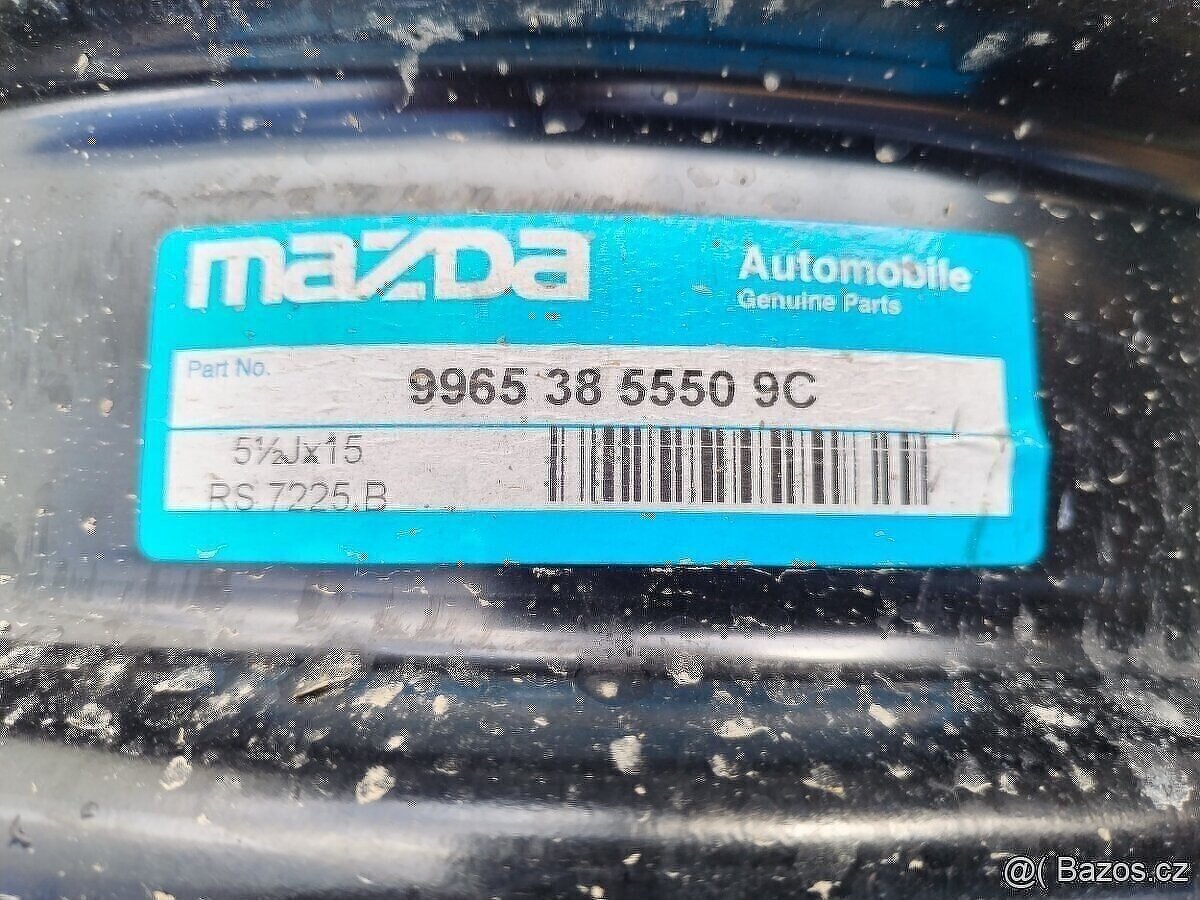 mazda
Automobile
Genuine Parts
Part No.
9965 38 5550 9C
5½Jx15
RS 7225.B
@( Bazos.cz